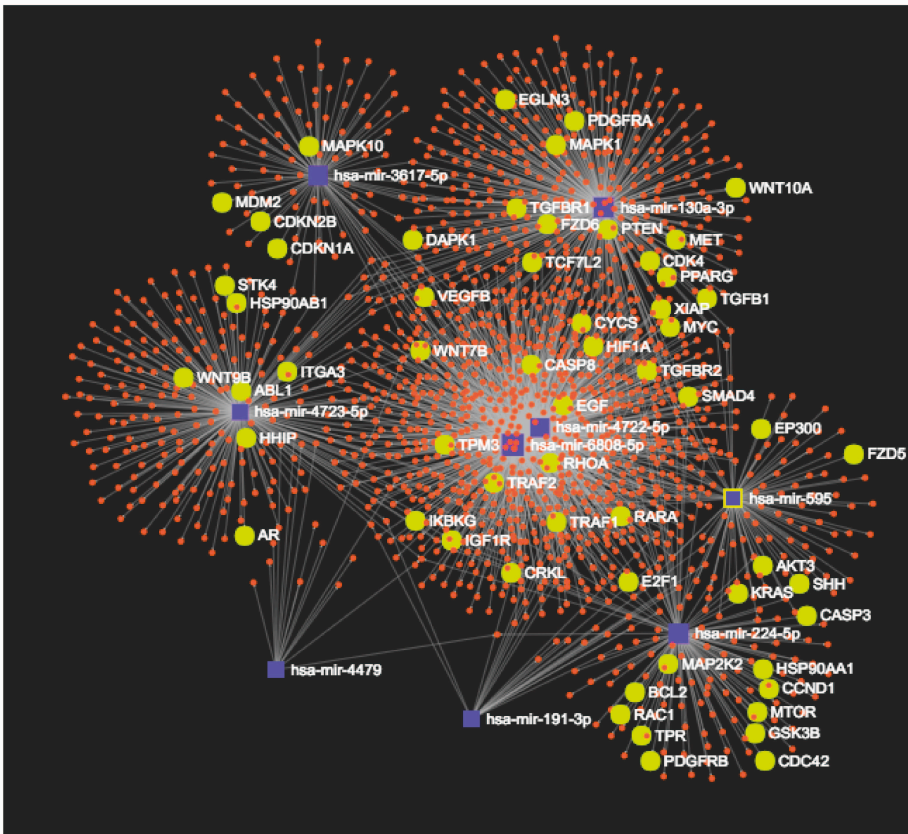 EGLN3
PDGFRA
MAPK10
MAPK1
hsa-mir-3617-5p
WNT10A
MDM2
TGFBR1
hsa-mir-130a-3p
CDKN2B
FZD6
PTEN
DAPK1
MET
CDKN1A
TCF7L2
CDK4
PPARG
STK4
VEGFB
TGFB1
HSP90AB1
XIAP
CYCS
MYC
HIF1A
WNT7B
CASP8
ITGA3
TGFBR2
WNT9B
ABL1
SMAD4
EGF
hsa-mir-4723-5p
hsa-mir-4722-5p
EP300
HHIP
TPM3
hsa-mir-6808-5p
FZD5
RHOA
TRAF2
hsa-mir-595
IKBKG
TRAF1
RARA
AR
IGF1R
AKT3
CRKL
E2F1
SHH
KRAS
CASP3
hsa-mir-224-5p
MAP2K2
HSP90AA1
hsa-mir-4479
CCND1
BCL2
MTOR
RAC1
hsa-mir-191-3p
GSK3B
TPR
PDGFRB
CDC42